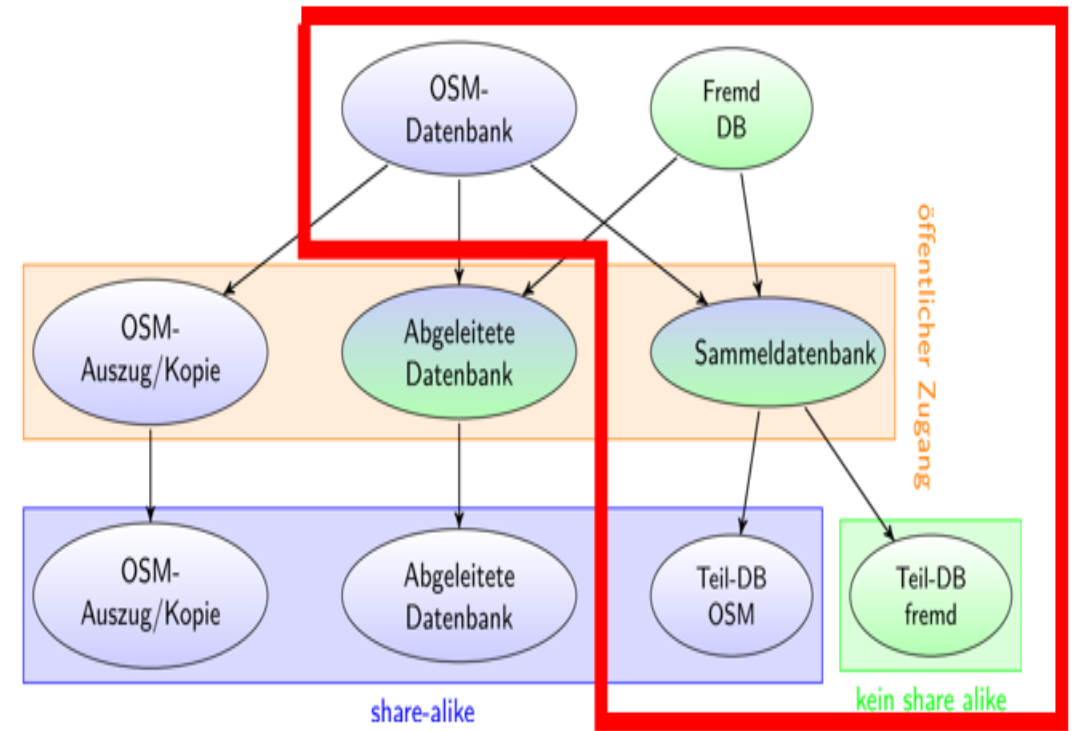 OSM-
Datenbank
Fremd
DB
öffentlicher Zugang
OSM-
Auszug/Kopie
Abgeleitete
Datenbank
Sammeldatenbank
OSM-
Auszug/Kopie
Abgeleitete
Datenbank
Teil-DB
OSM
Teil-DB
fremd
share-alike
kein share alike